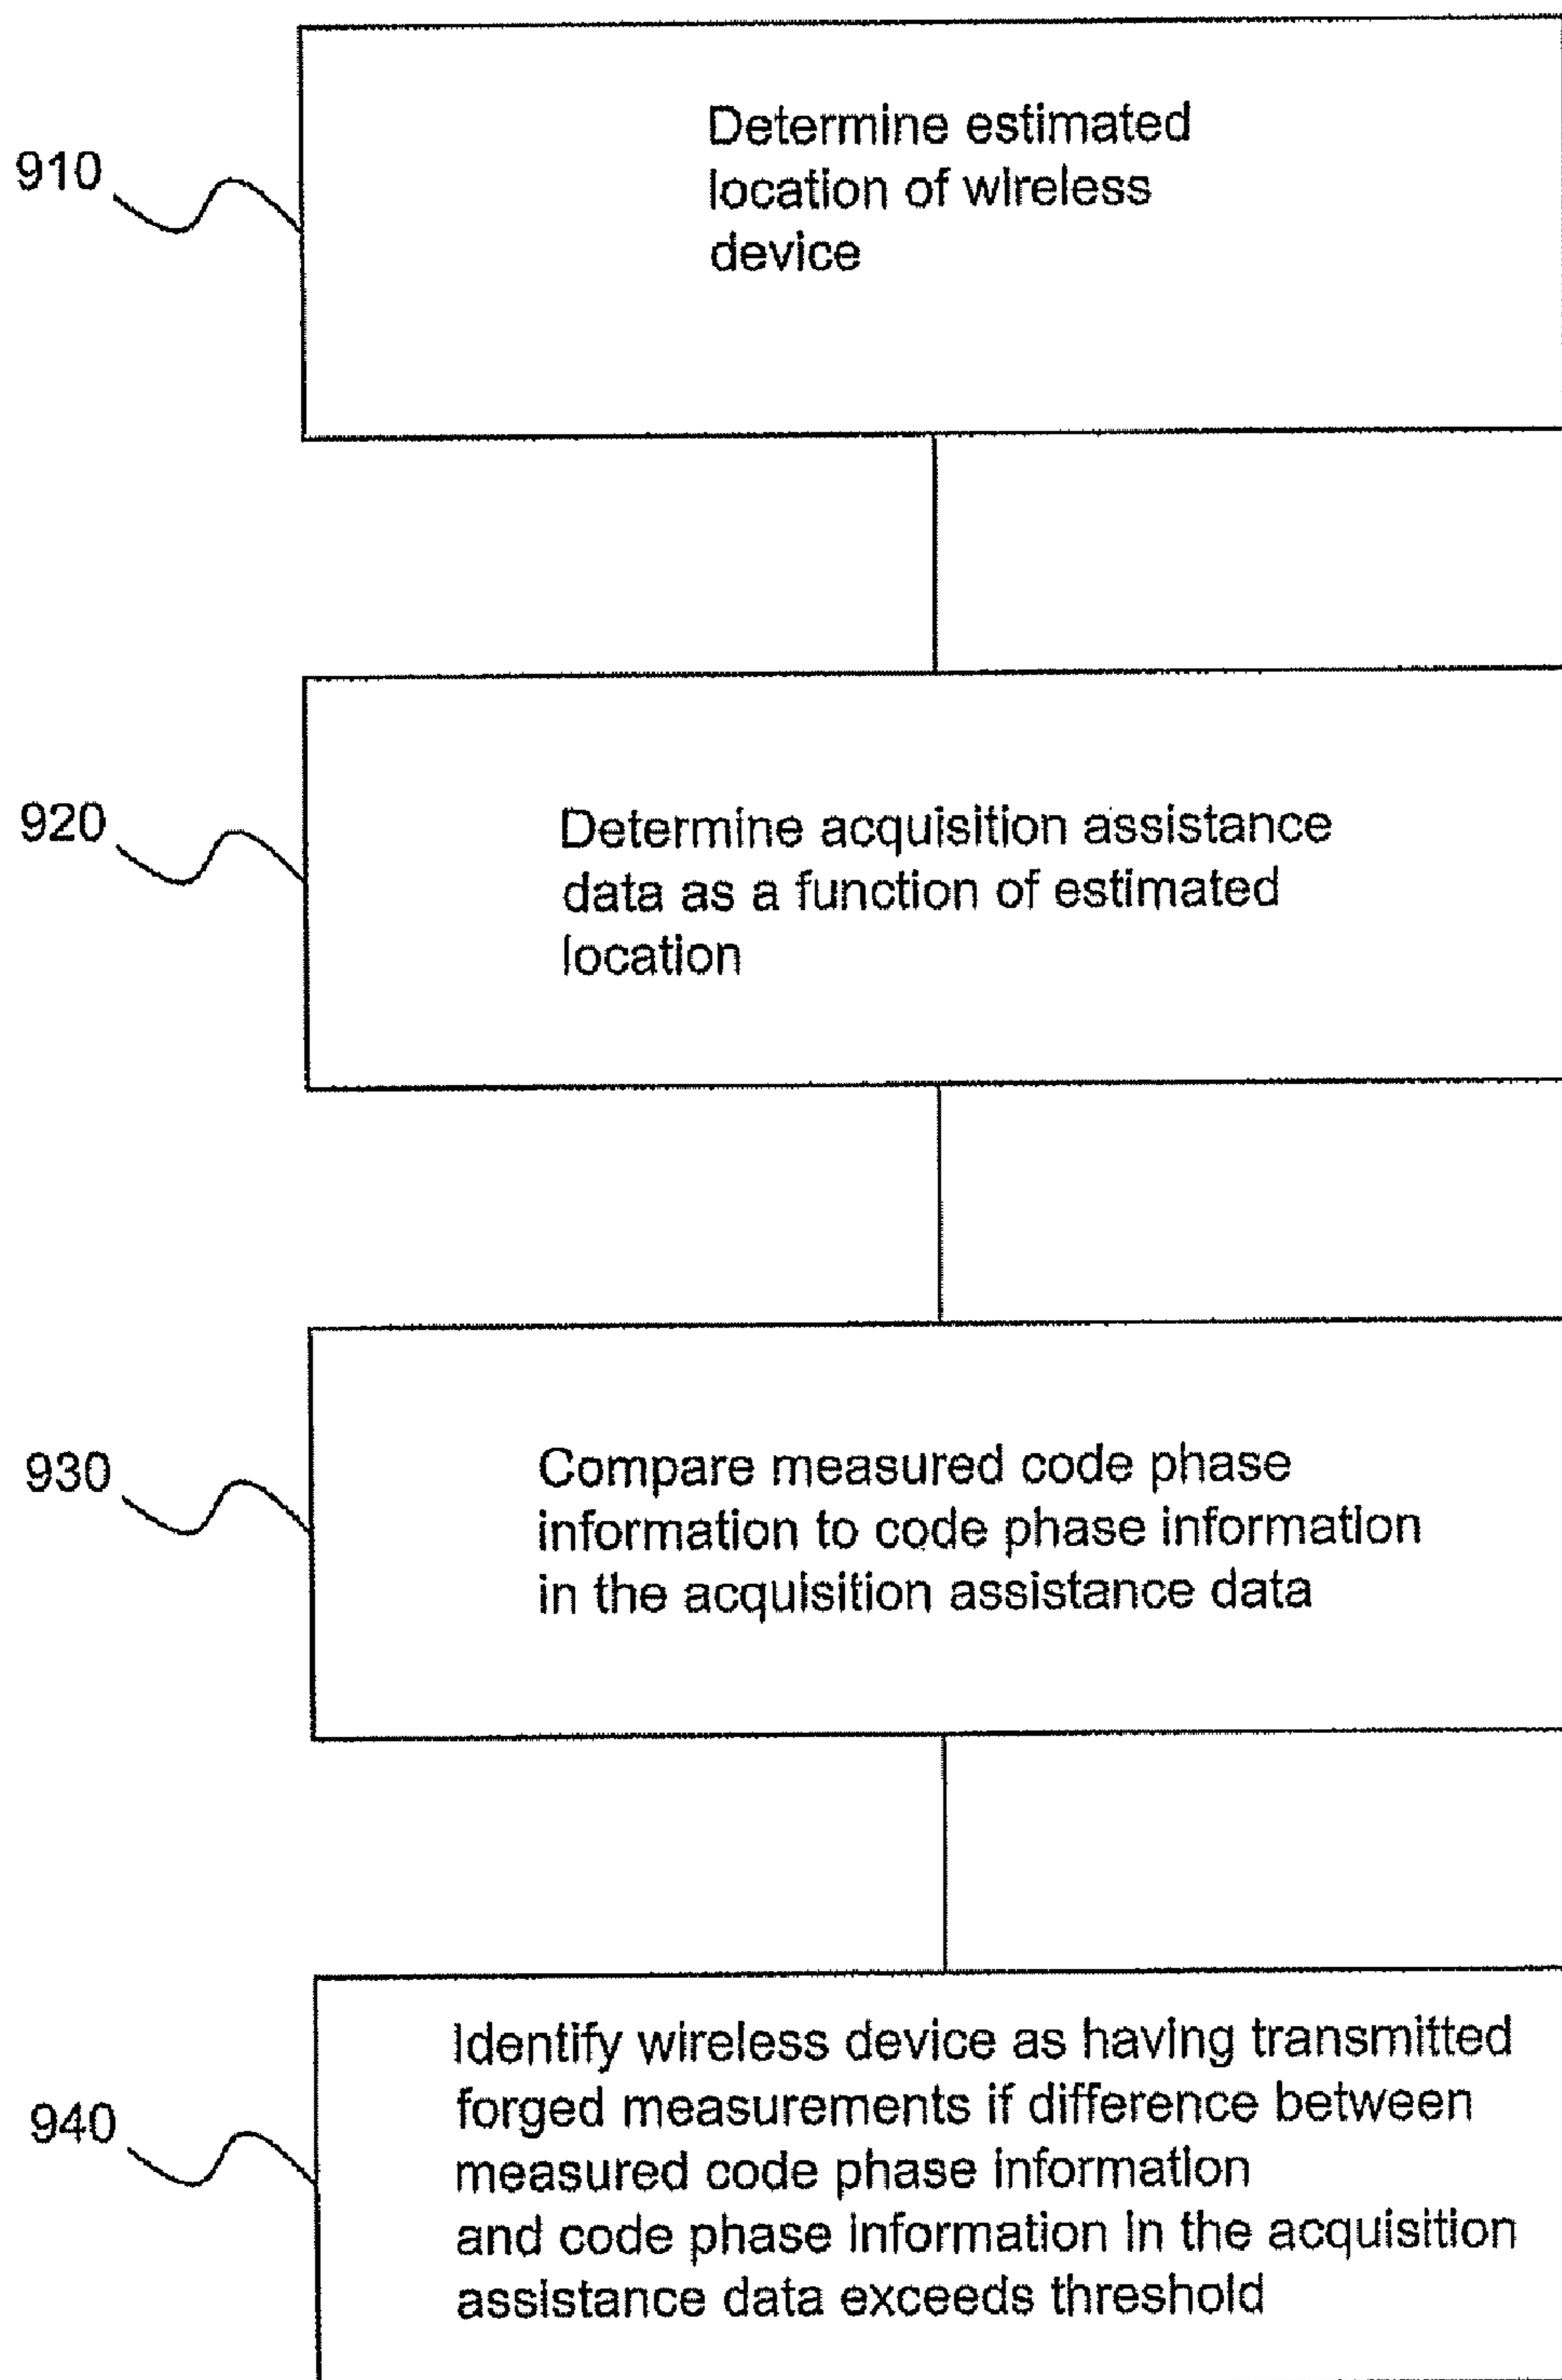 910
Determine estimated
location of wireless
device
920
Determine acquisition assistance
data as a function of estimated
location
930
Compare measured code phase
information to code phase information
in the acquisition assistance data
940
Identify wireless device as having transmitted
forged measurements if difference between
measured code phase information
and code phase information in the acquisition
assistance data exceeds threshold